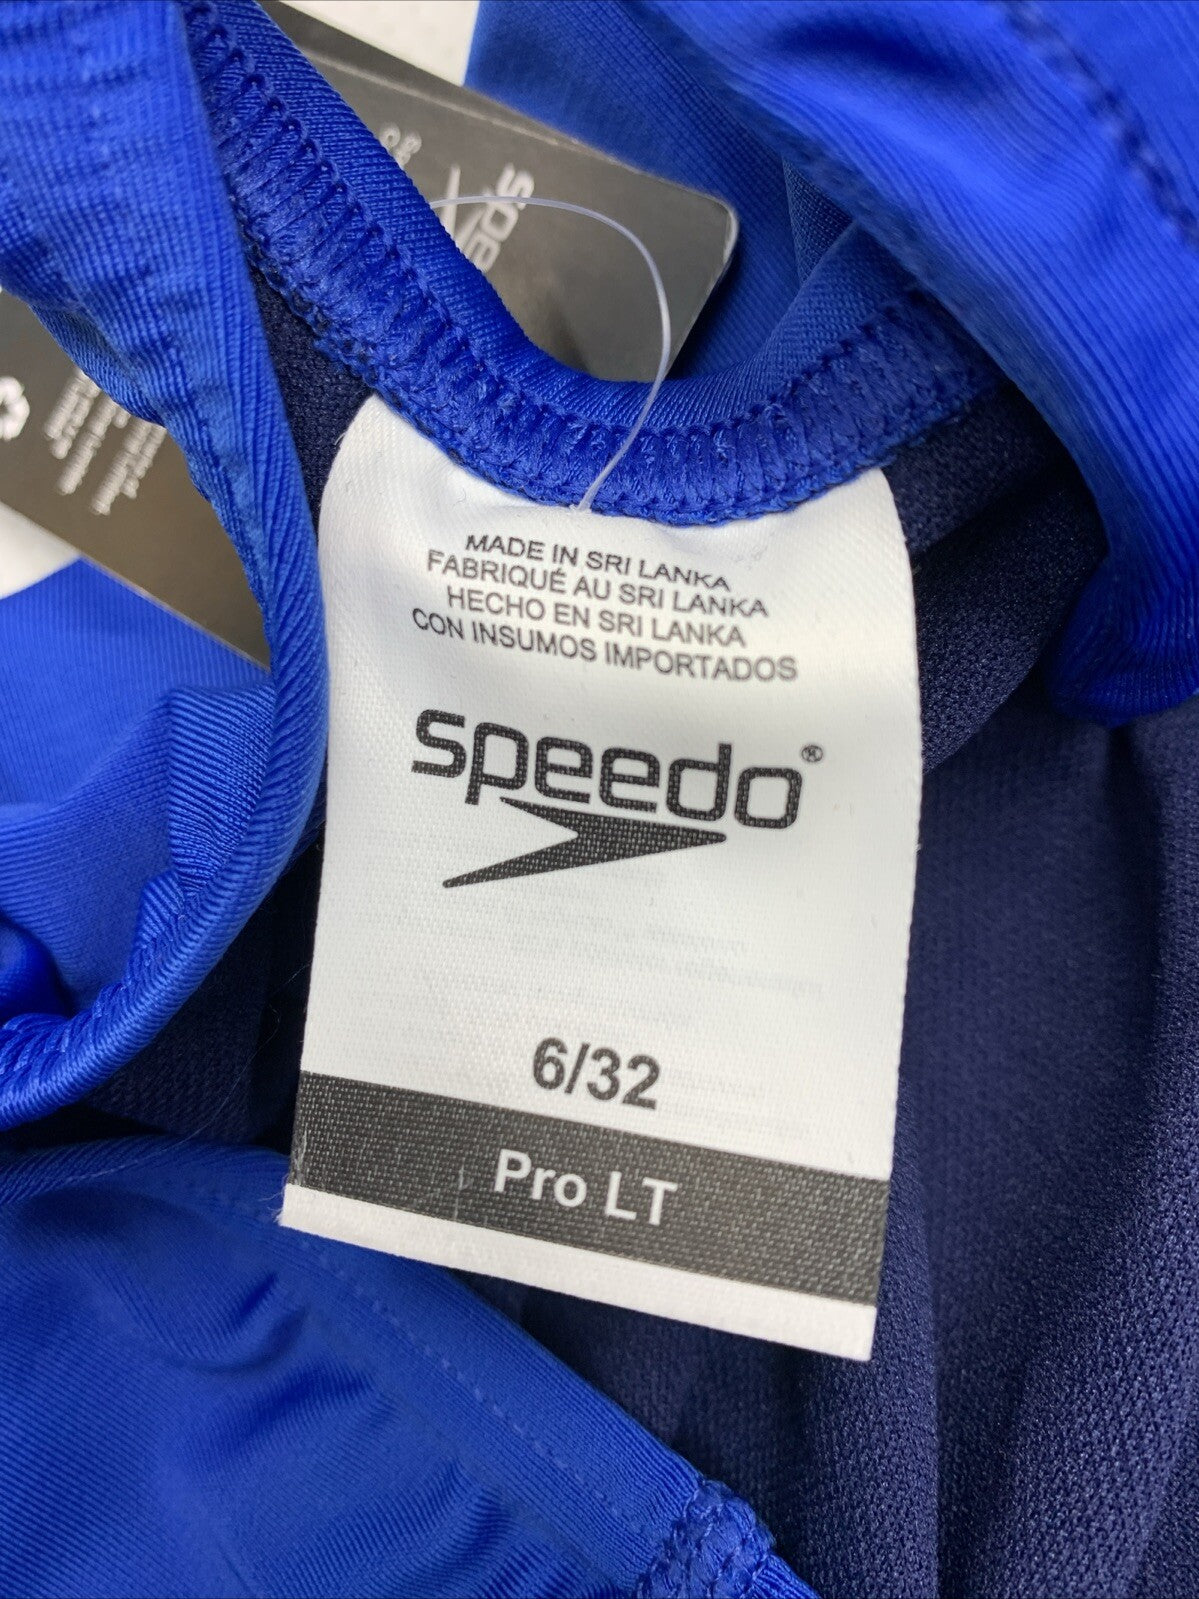 MADE IN SRI LANKA
FABRIQUÉ AU SRI LANKA
HECHO EN SRI LANKA
CON INSUMOS IMPORTADOS
speedo®
6/32
Pro LT
spe